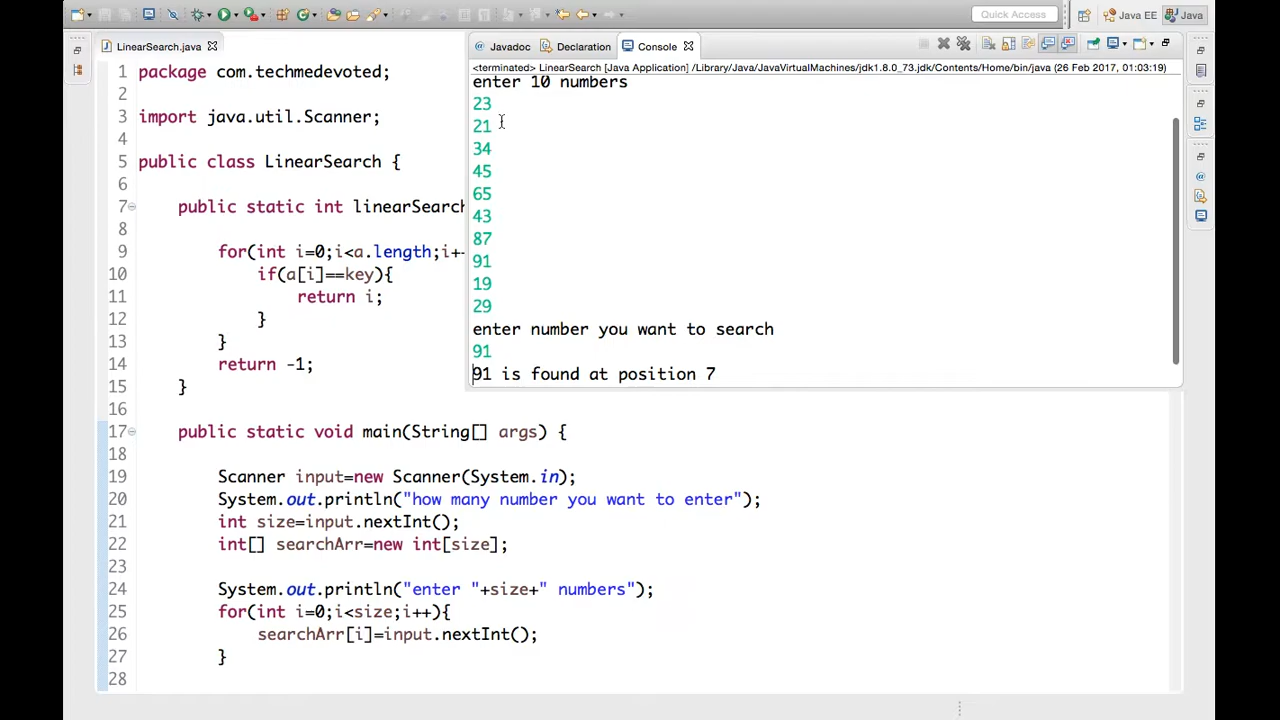 Quick Access
Java EE
Java
LinearSearch.java
Javadoc
Declaration
Console
<terminated> LinearSearch [Java Application] /Library/Java/JavaVirtualMachines/jdk1.8.0_73.jdk/Contents/Home/bin/java (26 Feb 2017, 01:03:19)
enter 10 numbers
23
21
34
45
65
43
87
91
19
29
enter number you want to search
91
91 is found at position 7
1 package com.techmedevoted;
2
3 import java.util.Scanner;
4
5 public class LinearSearch {
6
7 public static int linearSearch
8
9 for(int i=0;i<a.length;i++
10 if(a[i]==key){
11 return i;
12 }
13 }
14 return -1;
15 }
16
17 public static void main(String[] args) {
18
19 Scanner input=new Scanner(System.in);
20 System.out.println("how many number you want to enter");
21 int size=input.nextInt();
22 int[] searchArr=new int[size];
23
24 System.out.println("enter "+size+" numbers");
25 for(int i=0;i<size;i++){
26 searchArr[i]=input.nextInt();
27 }
28